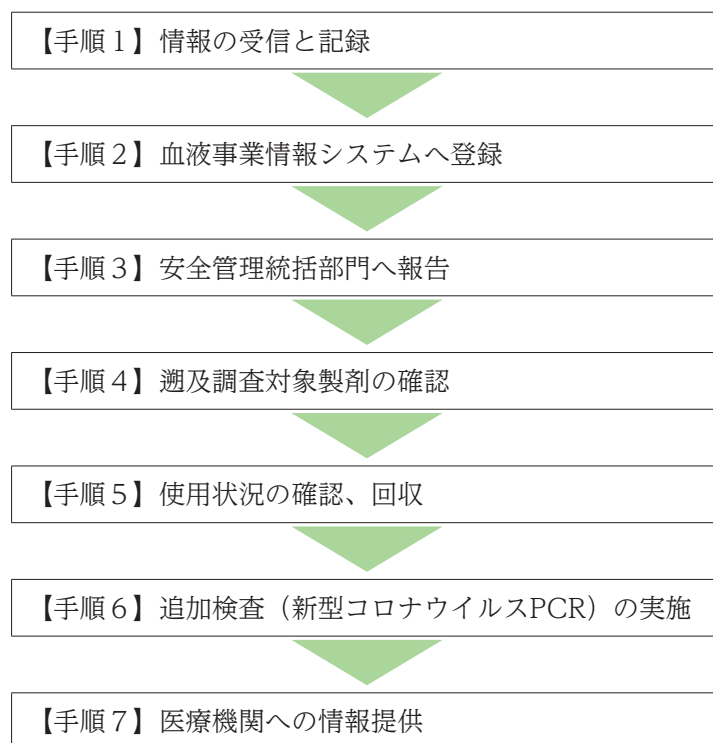 【手順１】情報の受信と記録
【手順２】血液事業情報システムへ登録
【手順３】安全管理統括部門へ報告
【手順４】遡及調査対象製剤の確認
【手順５】使用状況の確認、回収
【手順６】追加検査（新型コロナウイルスPCR）の実施
【手順７】医療機関への情報提供